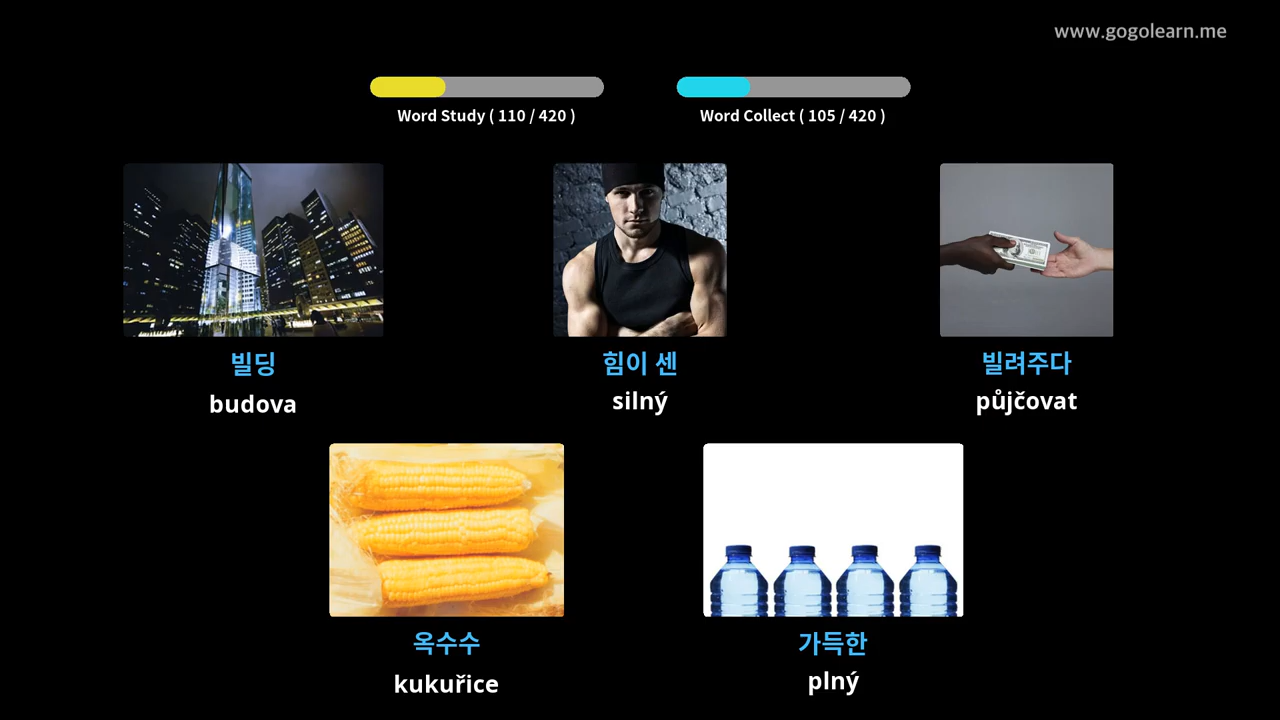 www.gogolearn.me
Word Study ( 110 / 420 )
Word Collect ( 105 / 420 )
빌딩
budova
힘이 센
silný
빌려주다
půjčovat
옥수수
kukuřice
가득한
plný